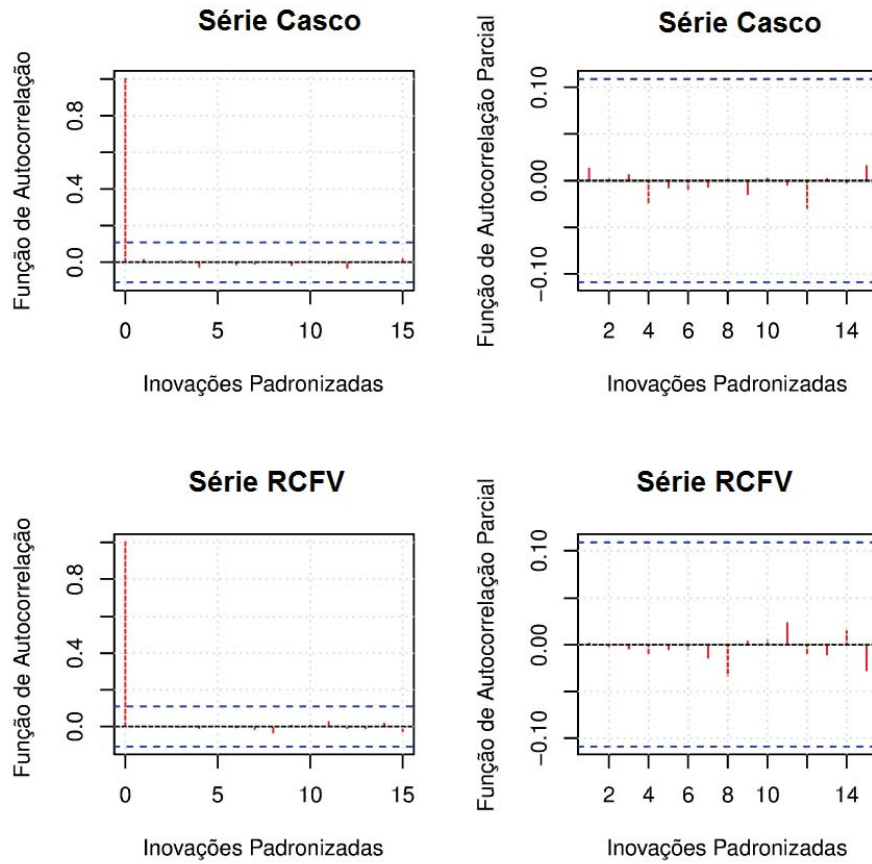 Série Casco
Função de Autocorrelação
0.8
0.4
0.0
0
5
10
15
Inovações Padronizadas
Série Casco
Função de Autocorrelação Parcial
0.10
0.00
−0.10
2
4
6
8
10
14
Inovações Padronizadas
Série RCFV
Função de Autocorrelação
0.8
0.4
0.0
0
5
10
15
Inovações Padronizadas
Série RCFV
Função de Autocorrelação Parcial
0.10
0.00
−0.10
2
4
6
8
10
14
Inovações Padronizadas